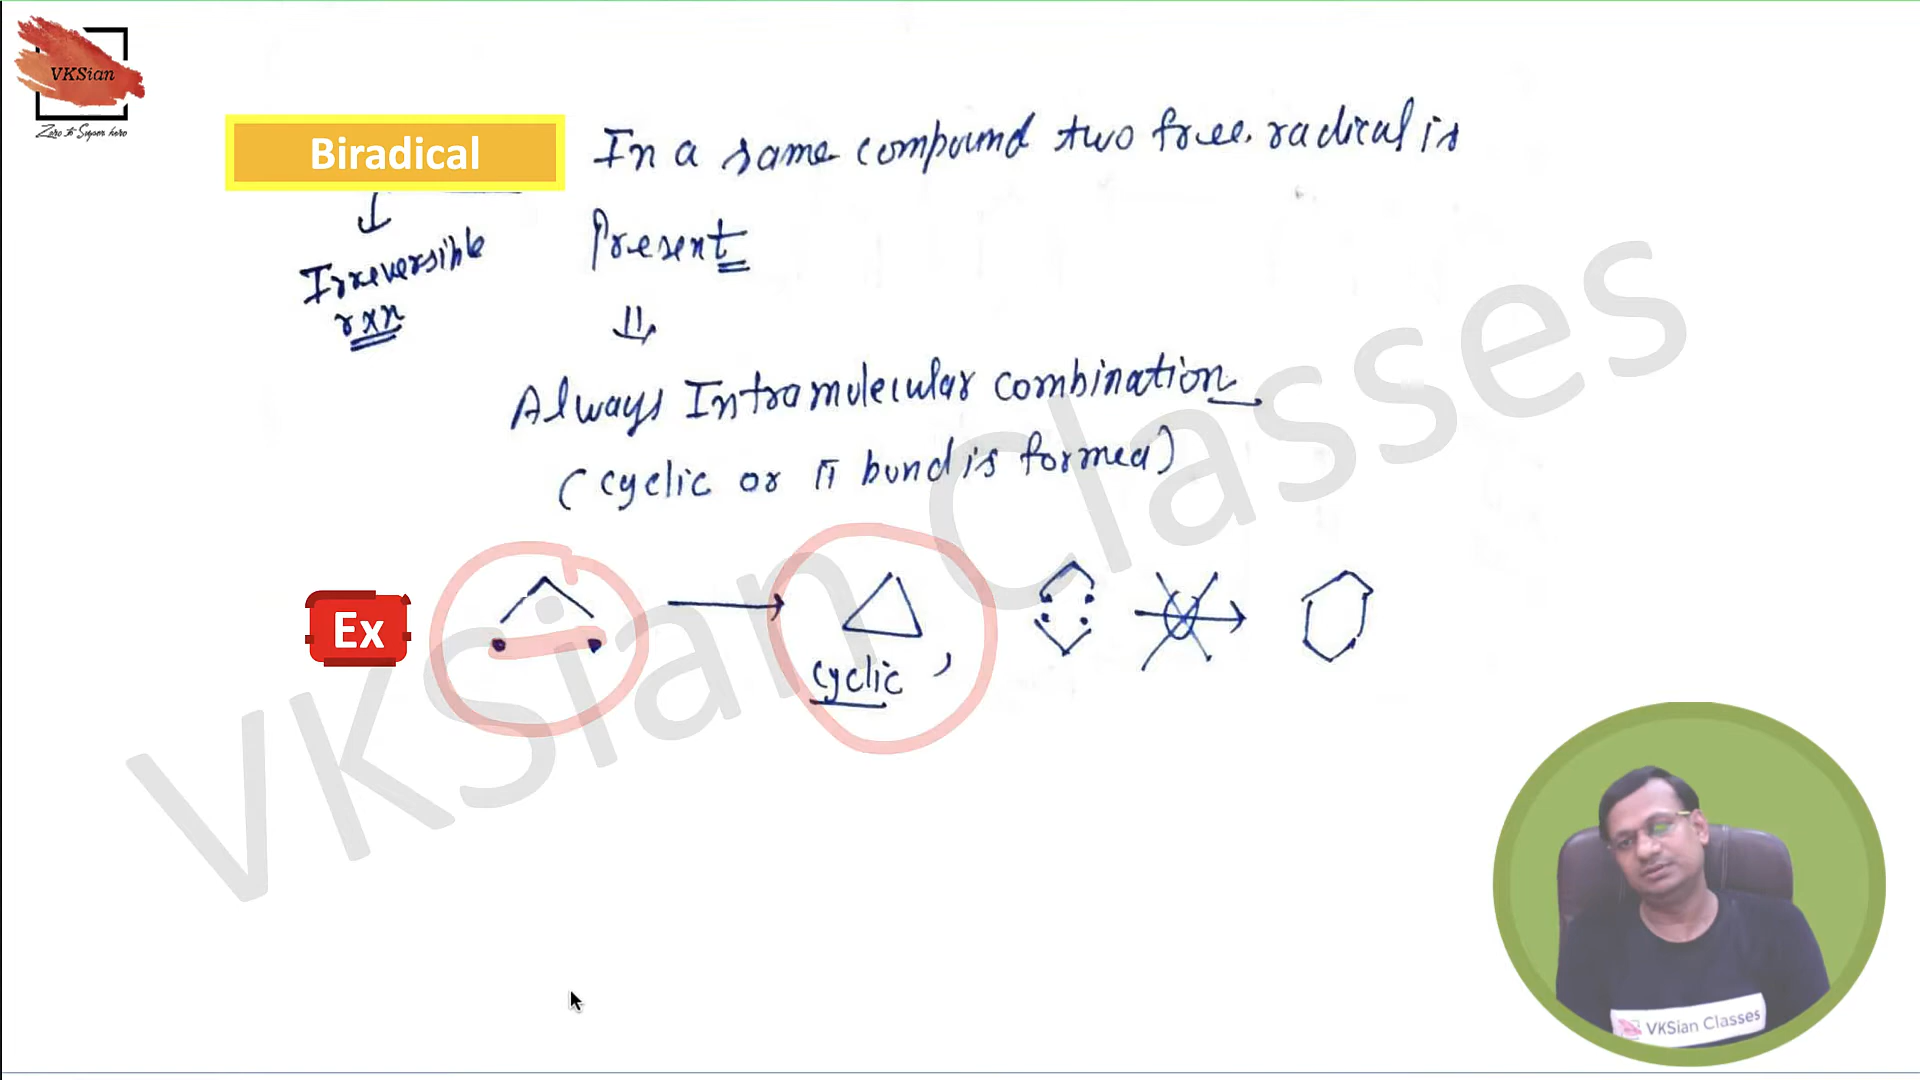 VKSian
Zero to Super hero
Biradical
In a same compound two free radical is
Present
Irreversible
rxn
Always Intramolecular combination
(cyclic or π bond is formed)
Ex
cyclic ,
VKSian Classes
VKSian Classes